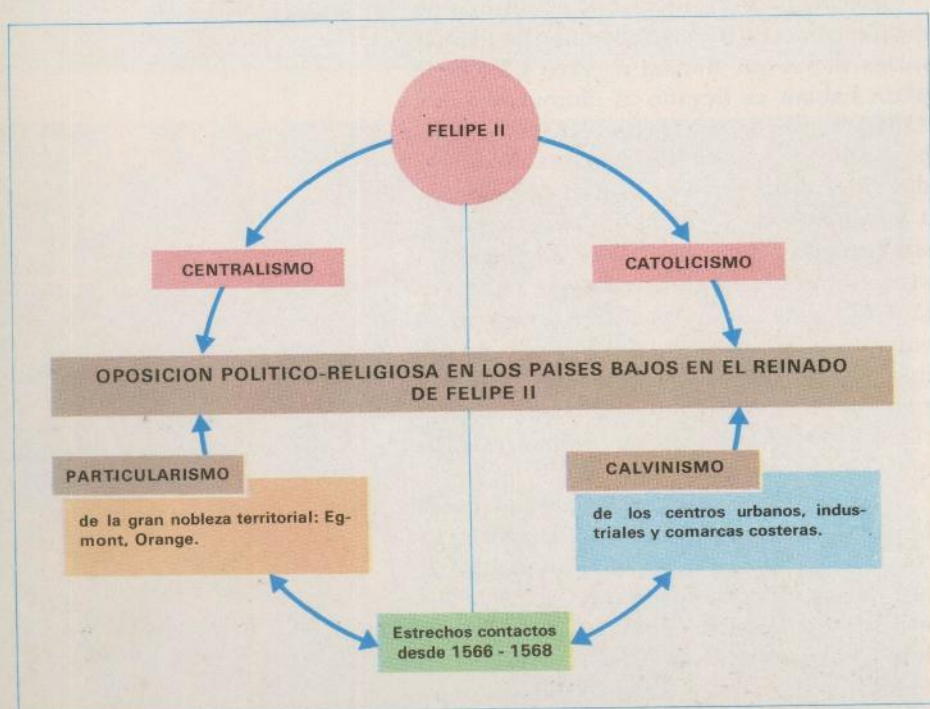 FELIPE II
CENTRALISMO
CATOLICISMO
OPOSICION POLITICO-RELIGIOSA EN LOS PAISES BAJOS EN EL REINADO
DE FELIPE II
PARTICULARISMO
de la gran nobleza territorial: Eg-
mont, Orange.
CALVINISMO
de los centros urbanos, indus-
triales y comarcas costeras.
Estrechos contactos
desde 1566 - 1568